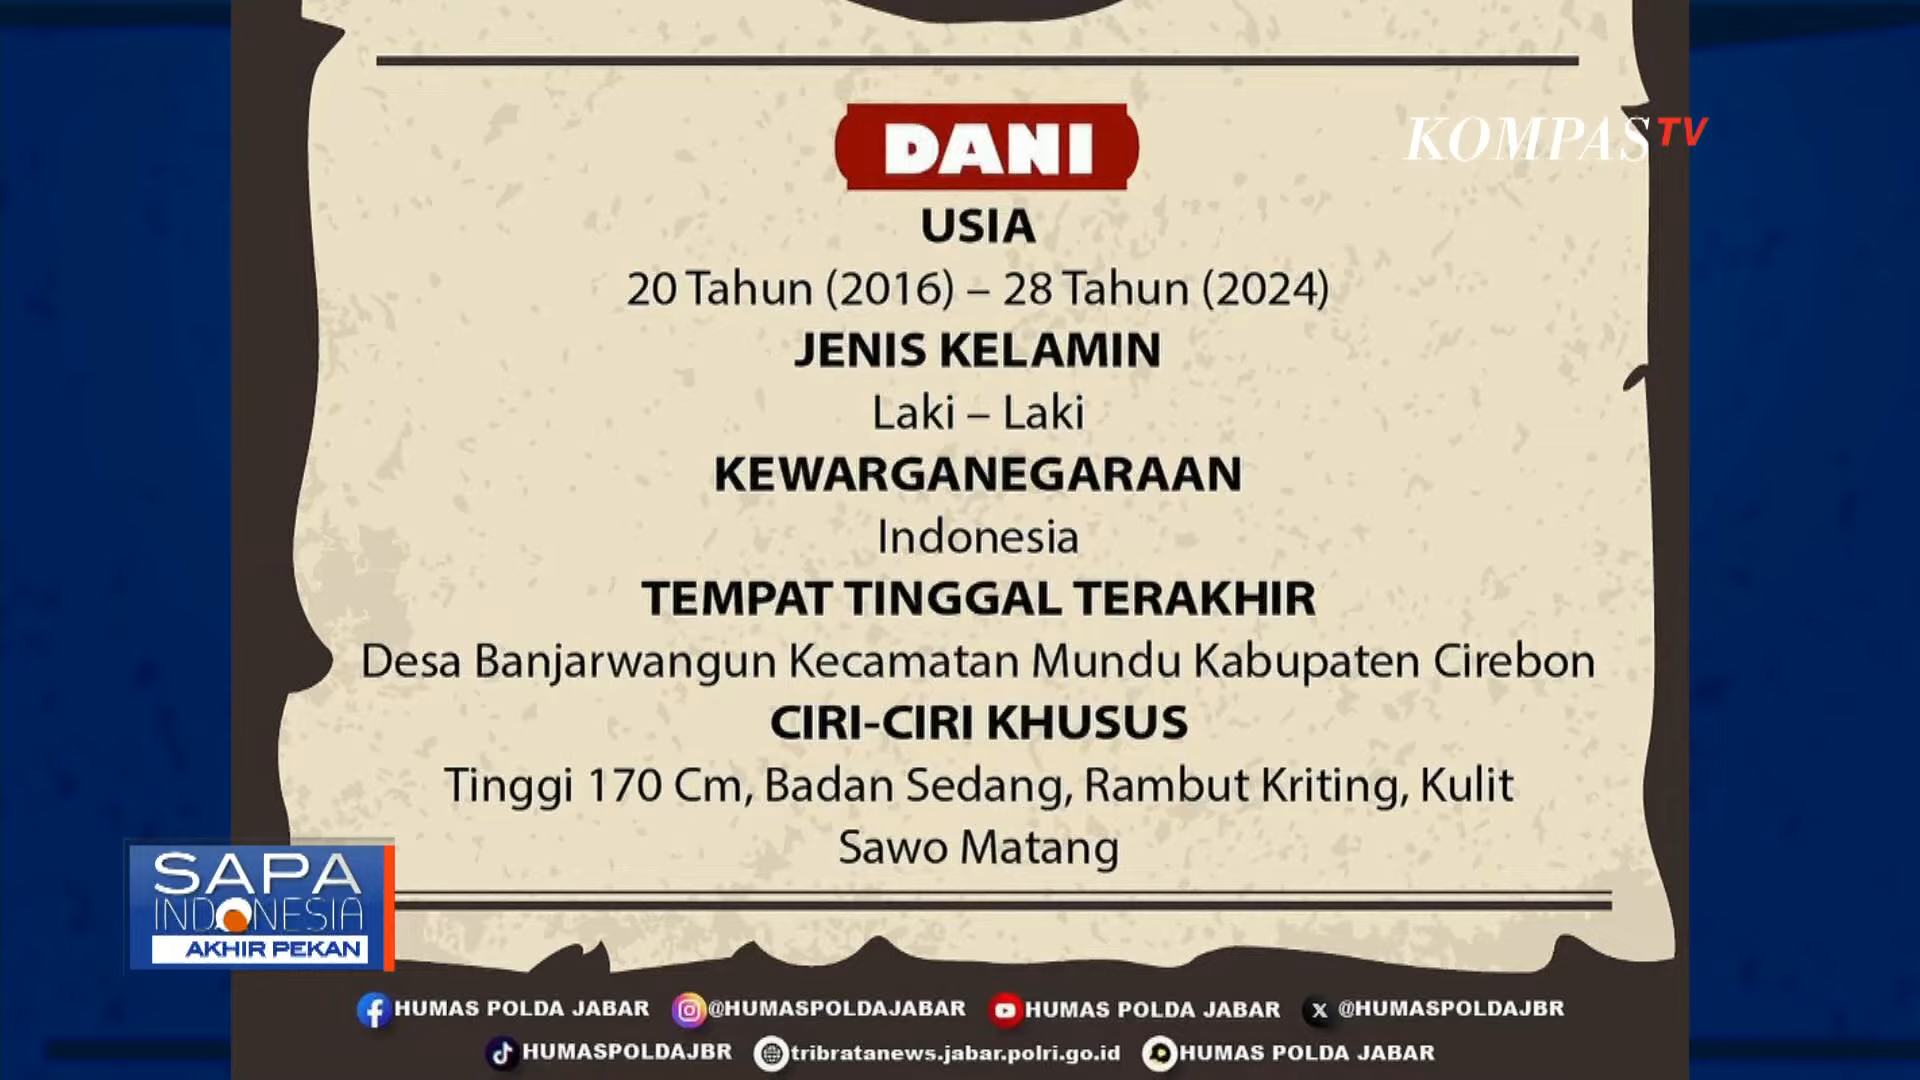 KOMPAS TV
DANI
USIA
20 Tahun (2016) – 28 Tahun (2024)
JENIS KELAMIN
Laki – Laki
KEWARGANEGARAAN
Indonesia
TEMPAT TINGGAL TERAKHIR
Desa Banjarwangun Kecamatan Mundu Kabupaten Cirebon
CIRI-CIRI KHUSUS
Tinggi 170 Cm, Badan Sedang, Rambut Kriting, Kulit
Sawo Matang
SAPA
INDONESIA
AKHIR PEKAN
HUMAS POLDA JABAR @HUMASPOLDAJABAR HUMAS POLDA JABAR X @HUMASPOLDAJBR
HUMASPOLDAJBR tribratanews.jabar.polri.go.id HUMAS POLDA JABAR